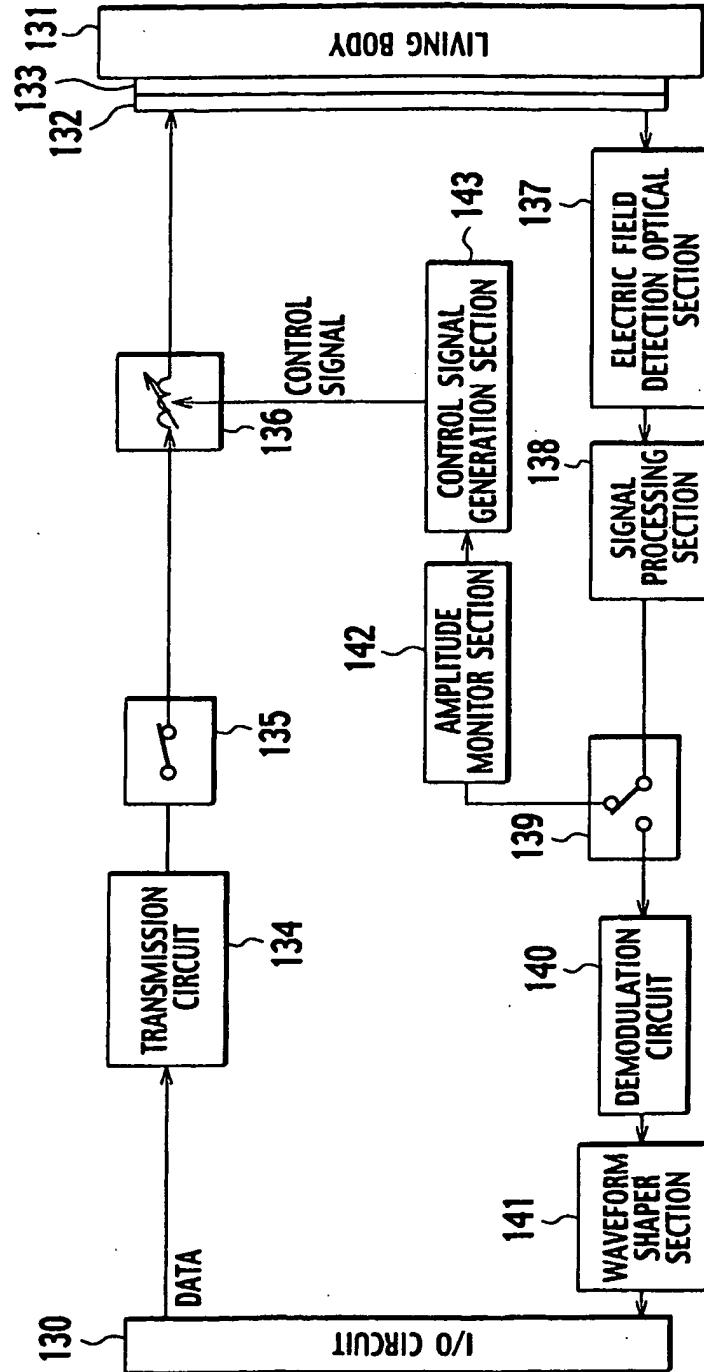 130
I/O CIRCUIT
DATA
TRANSMISSION
CIRCUIT
134
135
136
CONTROL
SIGNAL
132
133
131
LIVING BODY
143
CONTROL SIGNAL
GENERATION SECTION
142
AMPLITUDE
MONITOR SECTION
137
ELECTRIC FIELD
DETECTION OPTICAL
SECTION
138
SIGNAL
PROCESSING
SECTION
139
140
DEMODULATION
CIRCUIT
141
WAVEFORM
SHAPER
SECTION